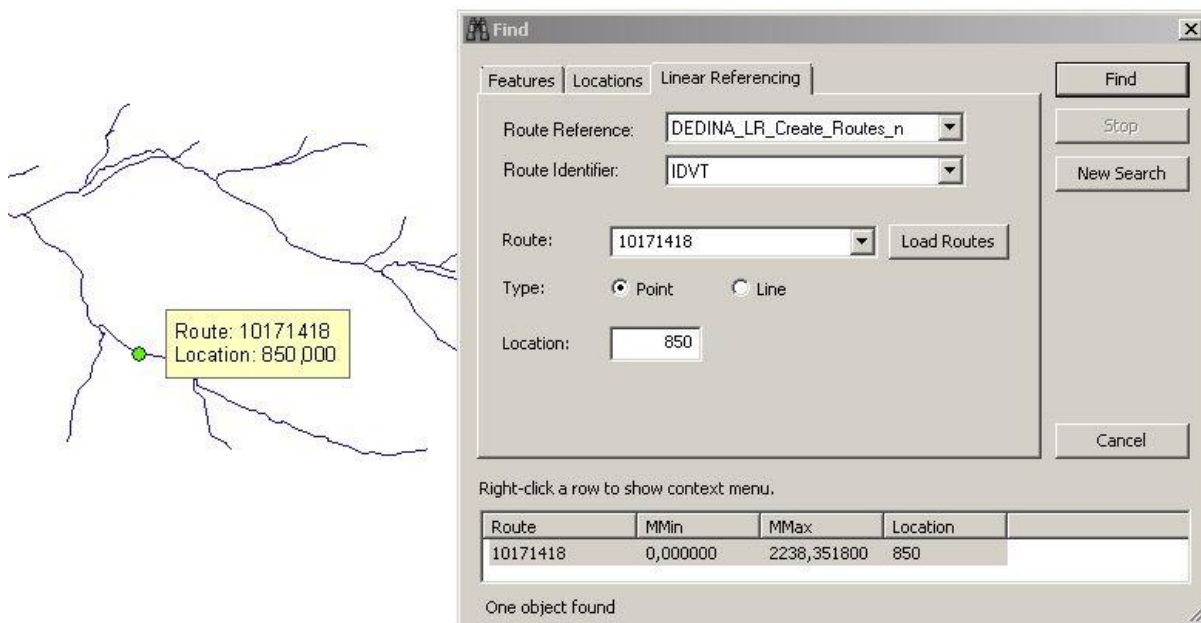 Find
Features Locations Linear Referencing
Route Reference: DEDINA_LR_Create_Routes_n
Route Identifier: IDVT
Route: 10171418 Load Routes
Type: Point Line
Location: 850
Find
Stop
New Search
Cancel
Route: 10171418
Location: 850,000
Right-click a row to show context menu.
Route MMin MMax Location
10171418 0,000000 2238,351800 850
One object found